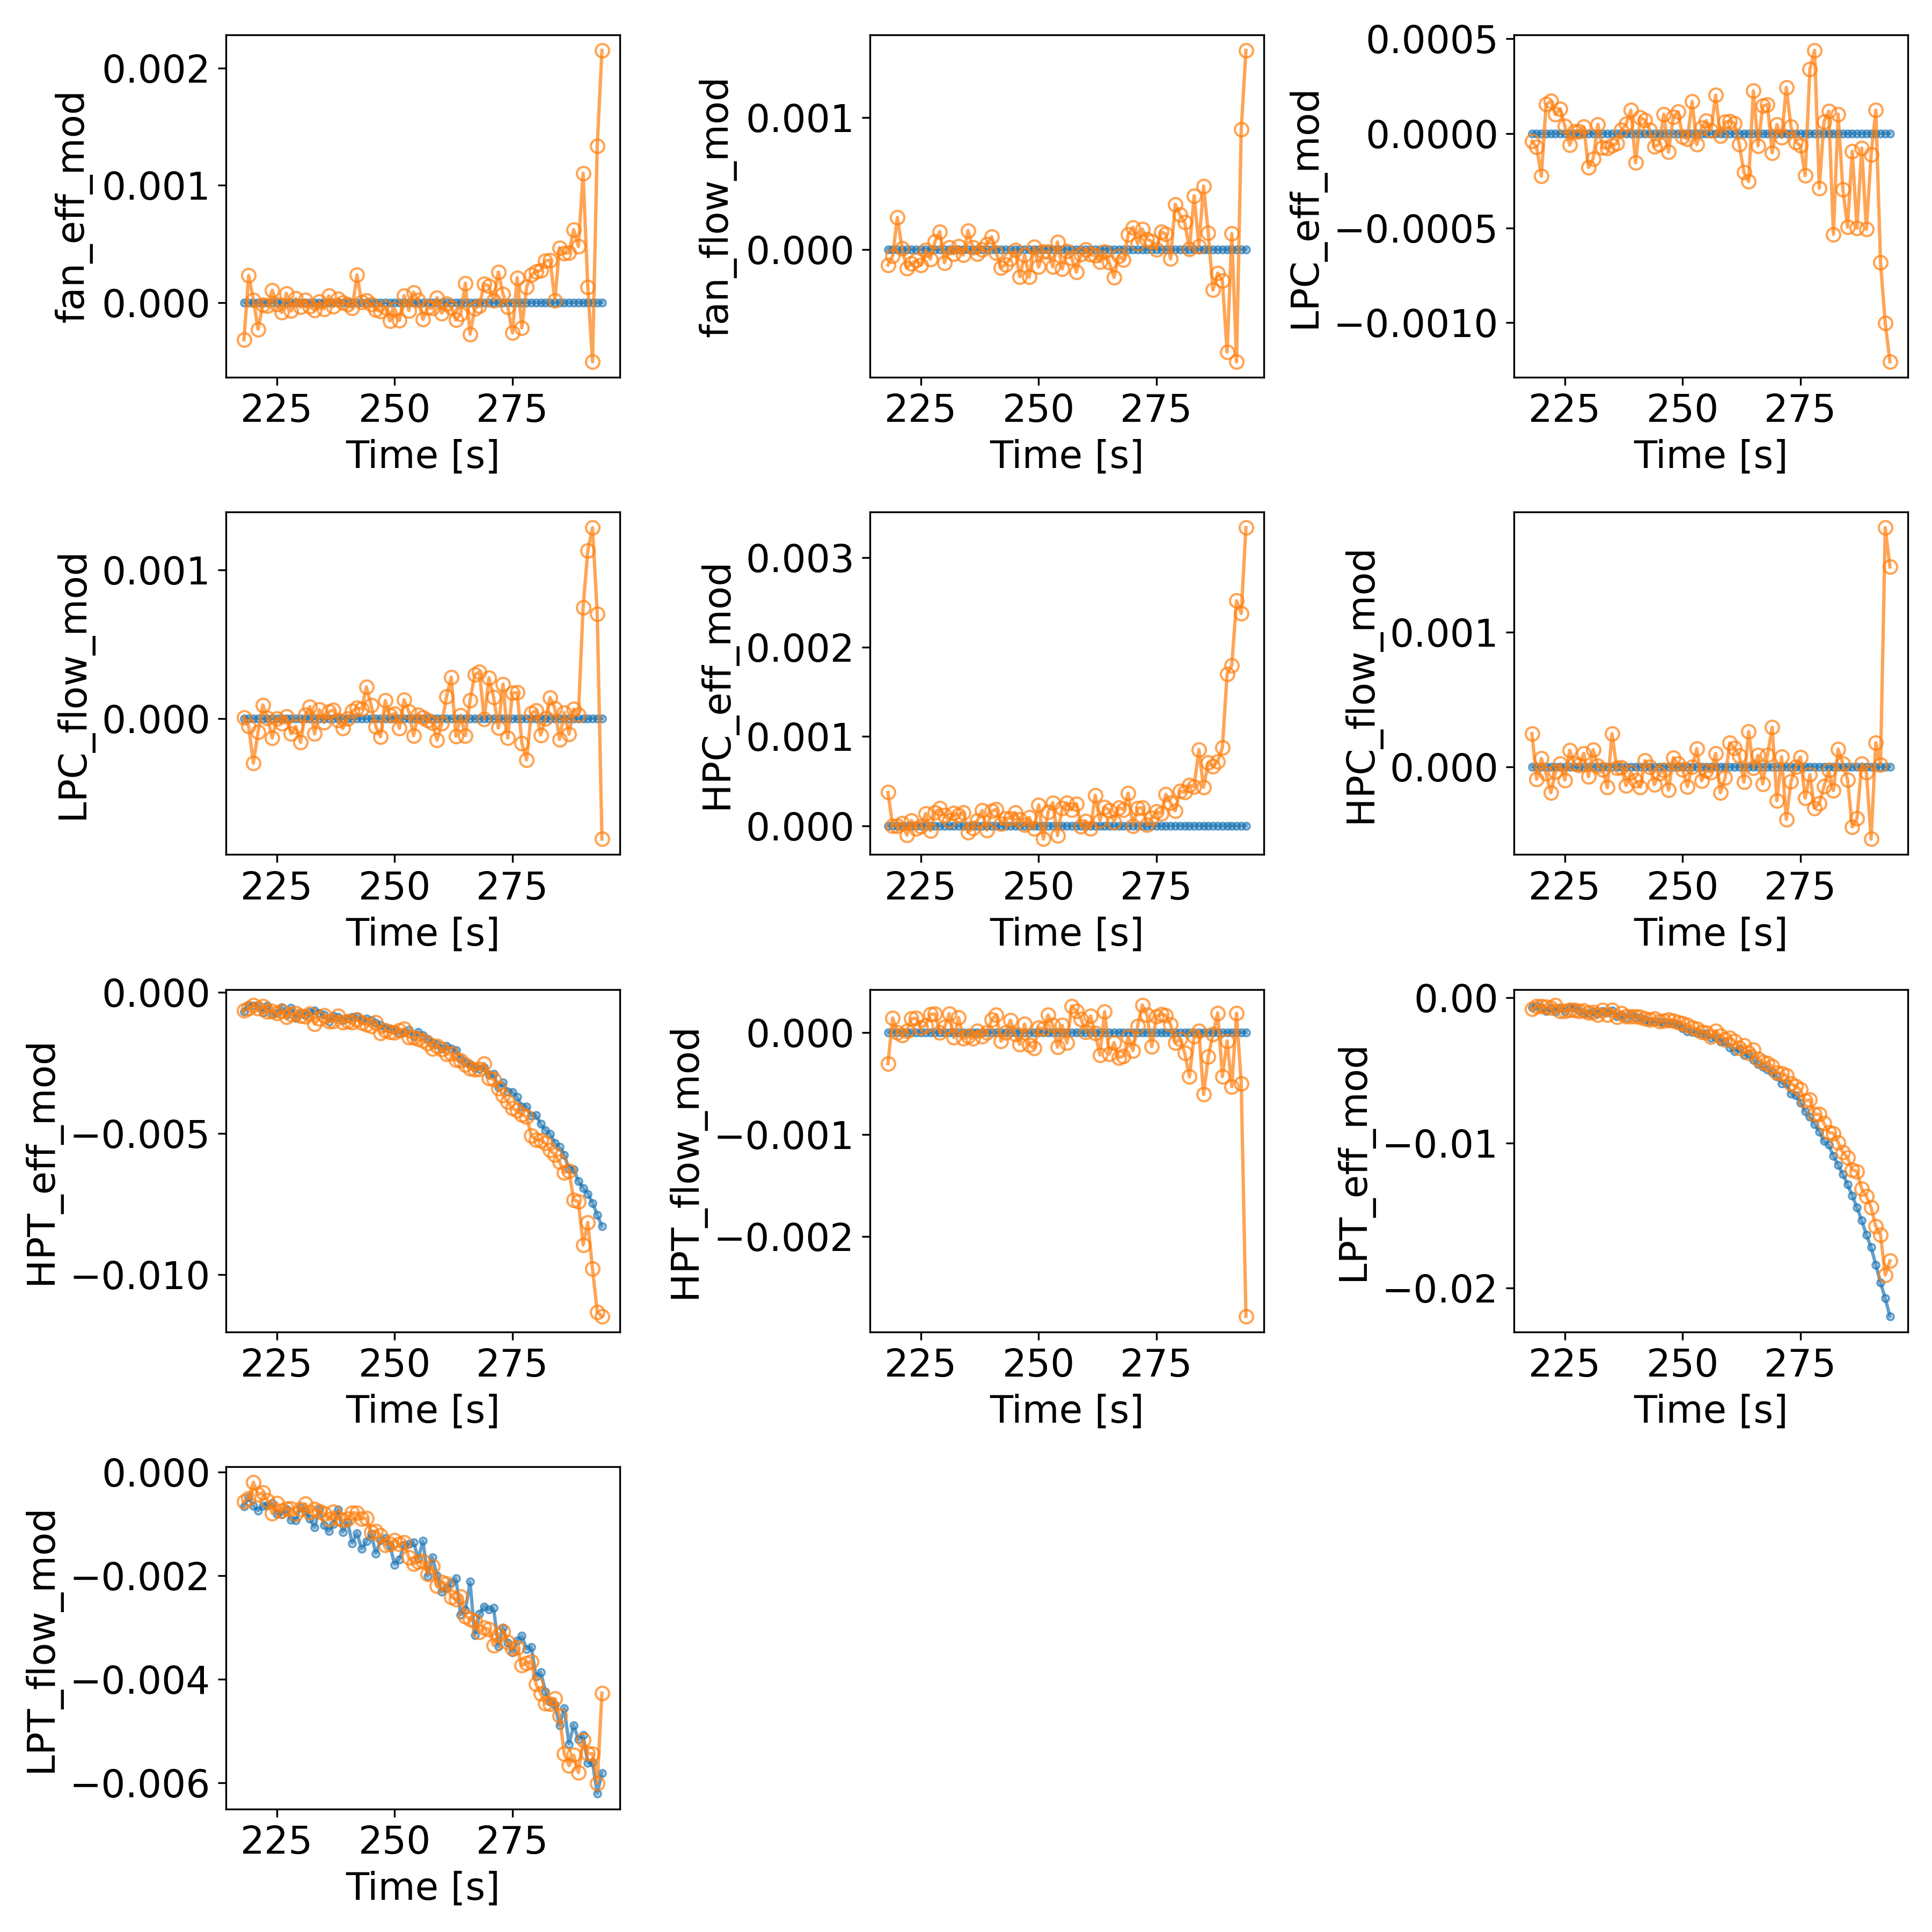 fan_eff_mod
0.002
0.001
0.000
225 250 275
Time [s]
fan_flow_mod
0.001
0.000
225 250 275
Time [s]
LPC_eff_mod
0.0005
0.0000
−0.0005
−0.0010
225 250 275
Time [s]
LPC_flow_mod
0.001
0.000
225 250 275
Time [s]
HPC_eff_mod
0.003
0.002
0.001
0.000
225 250 275
Time [s]
HPC_flow_mod
0.001
0.000
225 250 275
Time [s]
HPT_eff_mod
0.000
−0.005
−0.010
225 250 275
Time [s]
HPT_flow_mod
0.000
−0.001
−0.002
225 250 275
Time [s]
LPT_eff_mod
0.00
−0.01
−0.02
225 250 275
Time [s]
LPT_flow_mod
0.000
−0.002
−0.004
−0.006
225 250 275
Time [s]